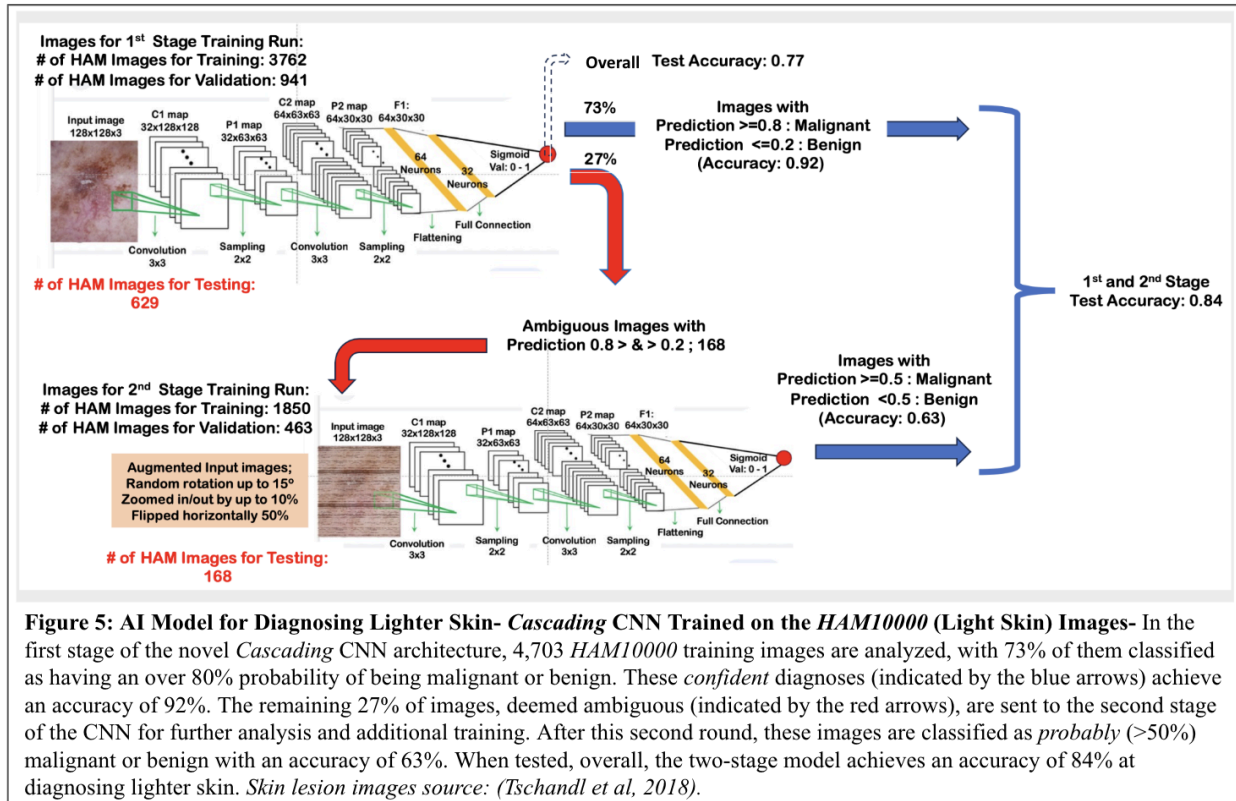 Images for 1st Stage Training Run:
# of HAM Images for Training: 3762
# of HAM Images for Validation: 941
Input image
128x128x3
C1 map
32x128x128
P1 map
32x63x63
C2 map
64x63x63
P2 map
64x30x30
F1:
64x30x30
64
Neurons
32
Neurons
Sigmoid
Val: 0 - 1
Convolution
3x3
Sampling
2x2
Convolution
3x3
Sampling
2x2
Flattening
Full Connection
# of HAM Images for Testing:
629
Overall Test Accuracy: 0.77
73%
27%
Images with
Prediction >=0.8 : Malignant
Prediction <=0.2 : Benign
(Accuracy: 0.92)
1st and 2nd Stage
Test Accuracy: 0.84
Ambiguous Images with
Prediction 0.8 > & > 0.2 ; 168
Images for 2nd Stage Training Run:
# of HAM Images for Training: 1850
# of HAM Images for Validation: 463
Augmented Input images;
Random rotation up to 15º
Zoomed in/out by up to 10%
Flipped horizontally 50%
# of HAM Images for Testing:
168
Input image
128x128x3
C1 map
32x128x128
P1 map
32x63x63
C2 map
64x63x63
P2 map
64x30x30
F1:
64x30x30
64
Neurons
32
Neurons
Sigmoid
Val: 0 - 1
Convolution
3x3
Sampling
2x2
Convolution
3x3
Sampling
2x2
Flattening
Full Connection
Images with
Prediction >=0.5 : Malignant
Prediction <0.5 : Benign
(Accuracy: 0.63)
Figure 5: AI Model for Diagnosing Lighter Skin- Cascading CNN Trained on the HAM10000 (Light Skin) Images- In the
first stage of the novel Cascading CNN architecture, 4,703 HAM10000 training images are analyzed, with 73% of them classified
as having an over 80% probability of being malignant or benign. These confident diagnoses (indicated by the blue arrows) achieve
an accuracy of 92%. The remaining 27% of images, deemed ambiguous (indicated by the red arrows), are sent to the second stage
of the CNN for further analysis and additional training. After this second round, these images are classified as probably (>50%)
malignant or benign with an accuracy of 63%. When tested, overall, the two-stage model achieves an accuracy of 84% at
diagnosing lighter skin. Skin lesion images source: (Tschandl et al, 2018).